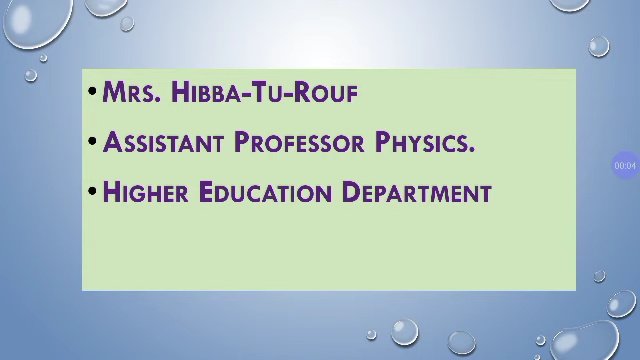 • Mrs. Hibba-Tu-Rouf
• Assistant Professor Physics.
• Higher Education Department
00:04